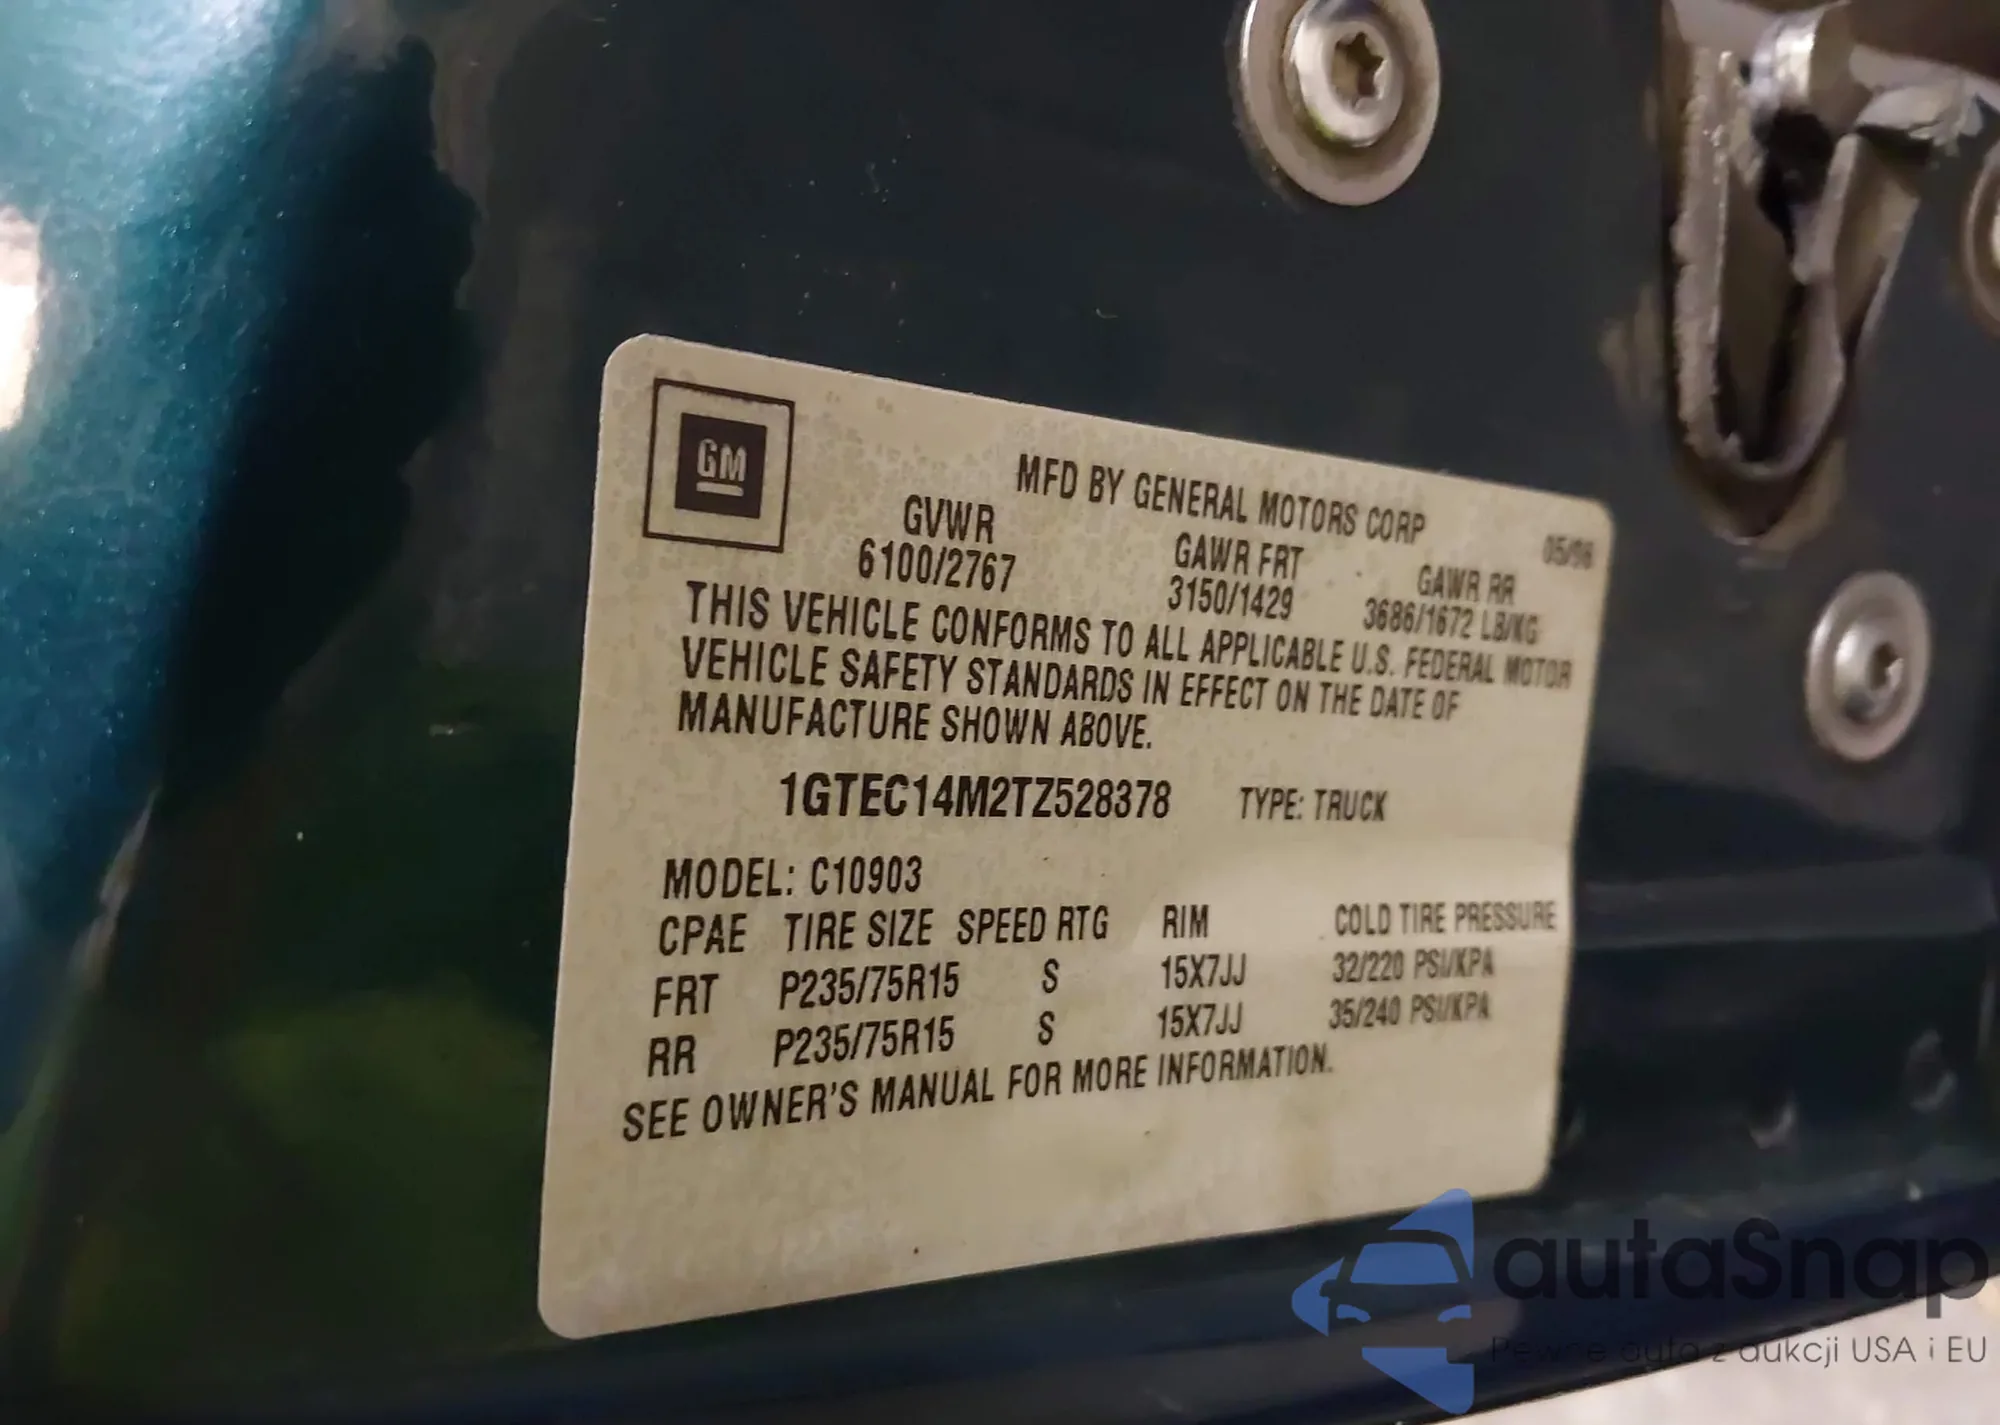 GM
MFD BY GENERAL MOTORS CORP
05/96
GVWR GAWR FRT GAWR RR
6100/2767 3150/1429 3686/1672 LB/KG
THIS VEHICLE CONFORMS TO ALL APPLICABLE U.S. FEDERAL MOTOR
VEHICLE SAFETY STANDARDS IN EFFECT ON THE DATE OF
MANUFACTURE SHOWN ABOVE.
1GTEC14M2TZ528378 TYPE: TRUCK
MODEL: C10903
CPAE TIRE SIZE SPEED RTG RIM COLD TIRE PRESSURE
FRT P235/75R15 S 15X7JJ 32/220 PSI/KPA
RR P235/75R15 S 15X7JJ 35/240 PSI/KPA
SEE OWNER'S MANUAL FOR MORE INFORMATION.
autaSnap
Pewne auta z aukcji USA i EU